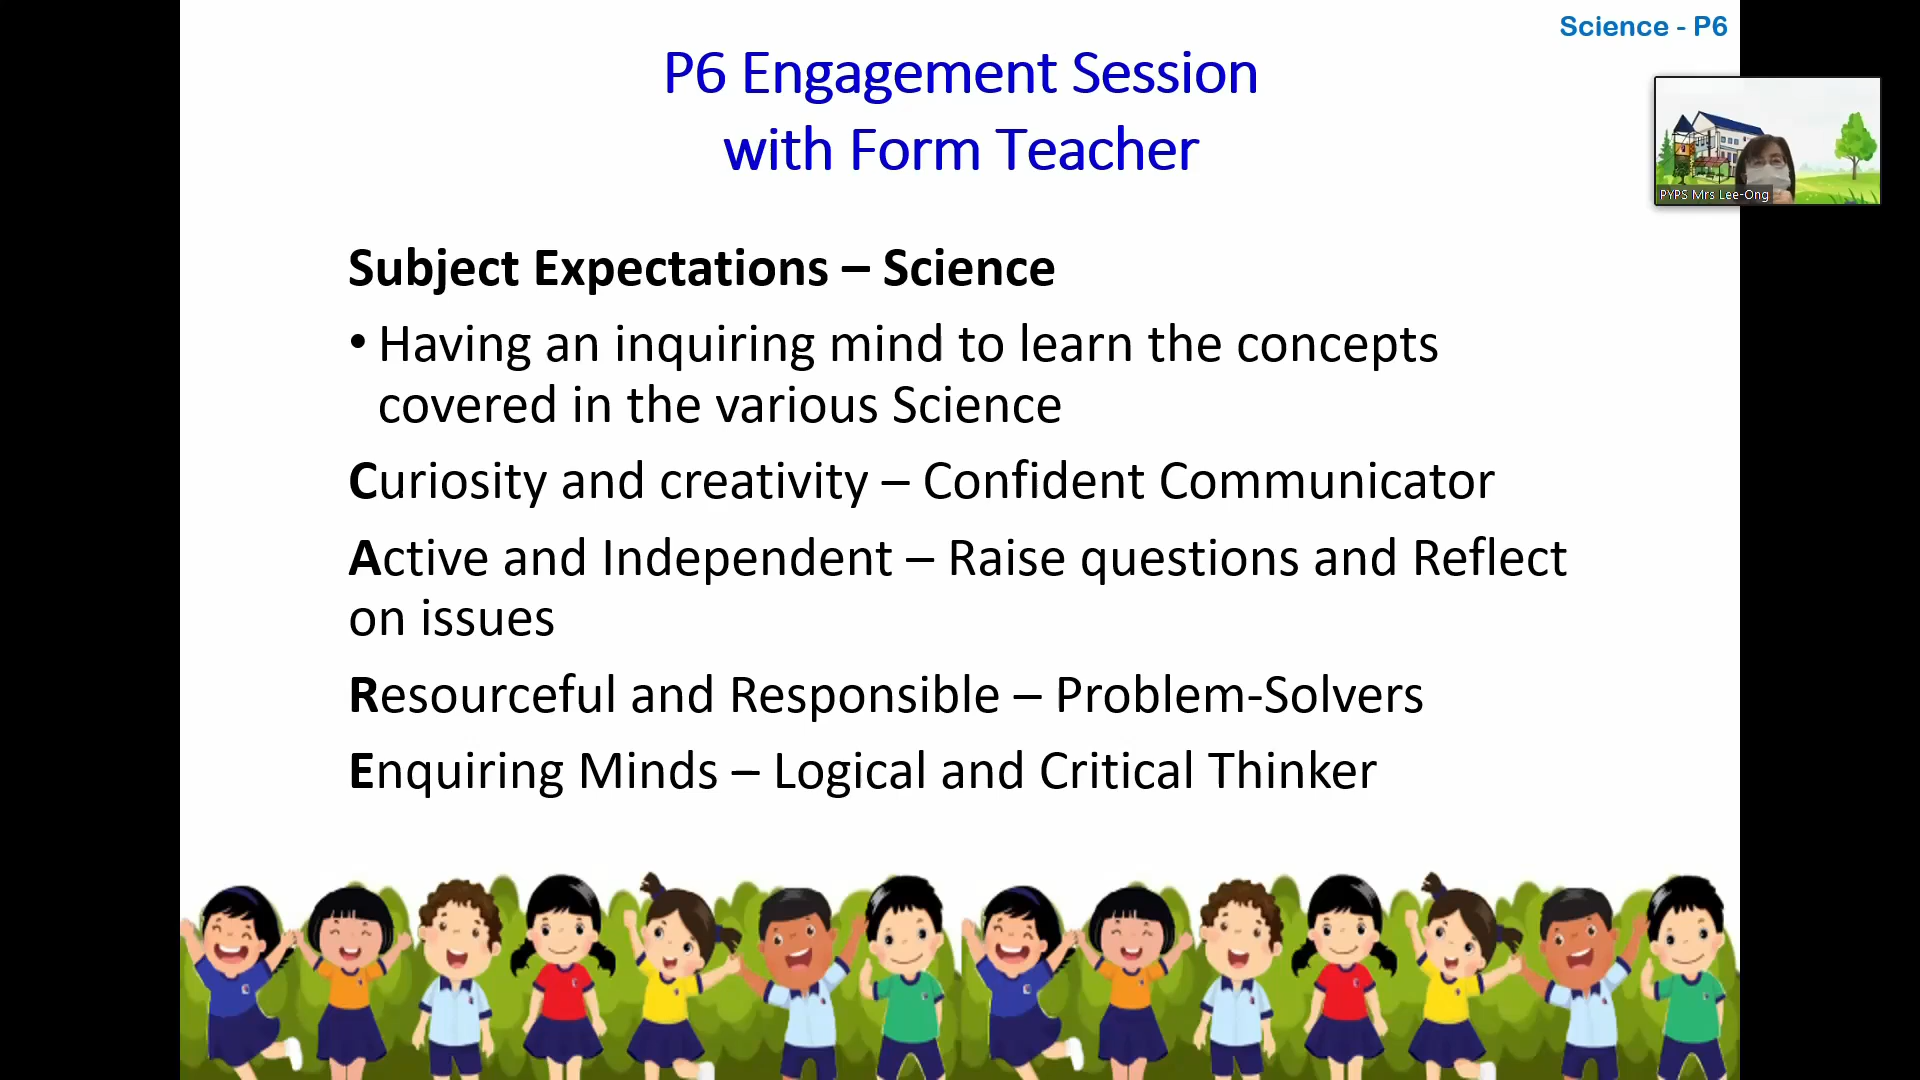 Science - P6
P6 Engagement Session
with Form Teacher
PYPS Mrs Lee-Ong
Subject Expectations – Science
• Having an inquiring mind to learn the concepts
covered in the various Science
Curiosity and creativity – Confident Communicator
Active and Independent – Raise questions and Reflect
on issues
Resourceful and Responsible – Problem-Solvers
Enquiring Minds – Logical and Critical Thinker